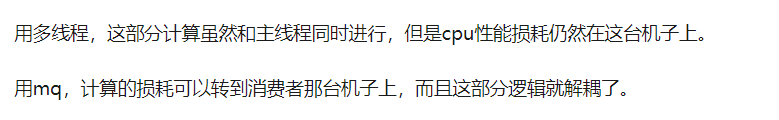 用多线程，这部分计算虽然和主线程同时进行，但是cpu性能损耗仍然在这台机子上。
用mq，计算的损耗可以转到消费者那台机子上，而且这部分逻辑就解耦了。